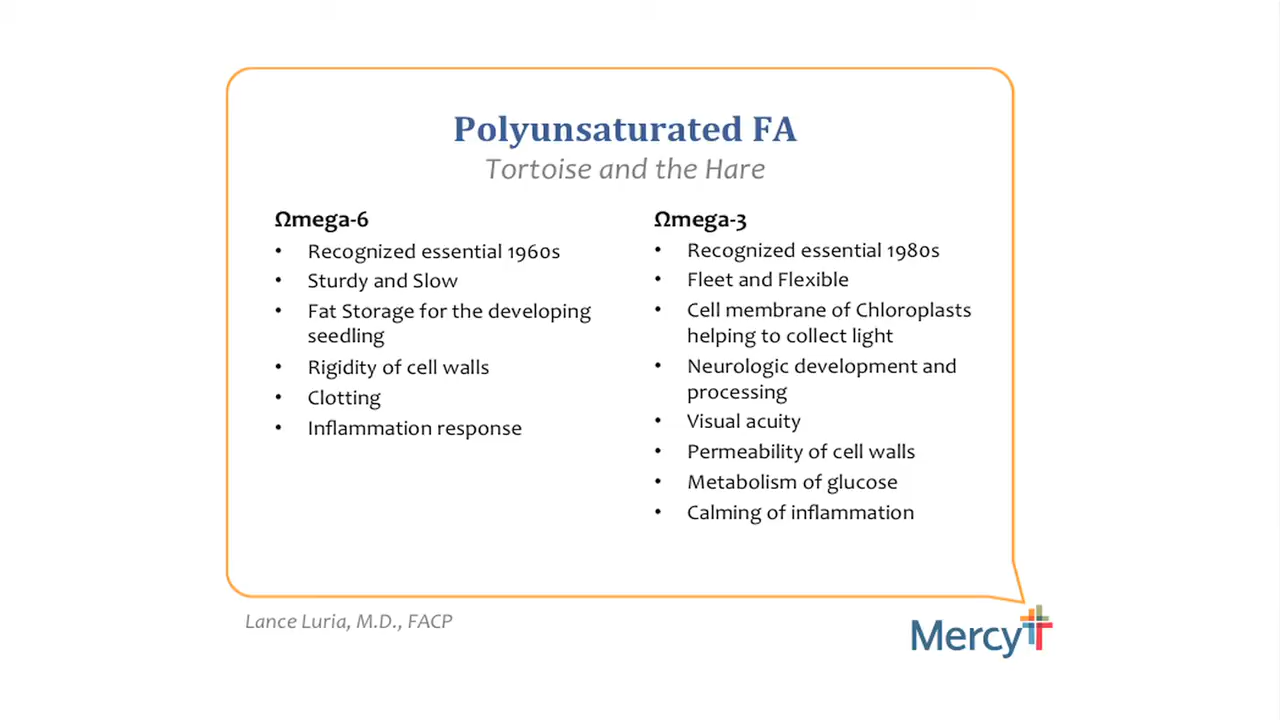 Polyunsaturated FA
Tortoise and the Hare
Ωmega-6
• Recognized essential 1960s
• Sturdy and Slow
• Fat Storage for the developing
seedling
• Rigidity of cell walls
• Clotting
• Inflammation response
Ωmega-3
• Recognized essential 1980s
• Fleet and Flexible
• Cell membrane of Chloroplasts
helping to collect light
• Neurologic development and
processing
• Visual acuity
• Permeability of cell walls
• Metabolism of glucose
• Calming of inflammation
Lance Luria, M.D., FACP
Mercy